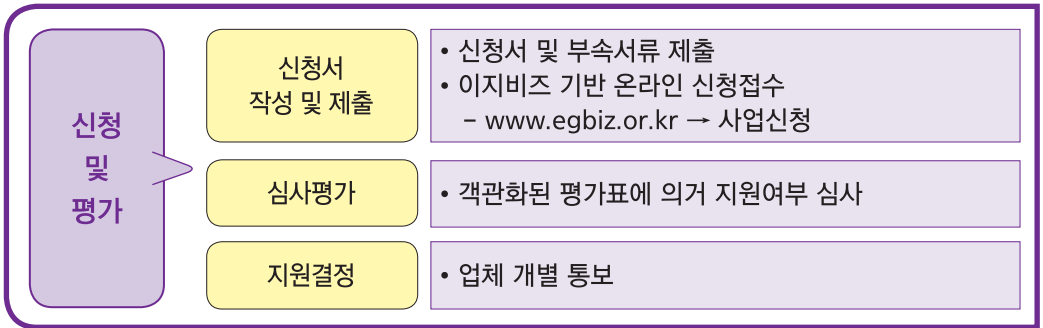 신청
및
평가
신청서
작성 및 제출
• 신청서 및 부속서류 제출
• 이지비즈 기반 온라인 신청접수
– www.egbiz.or.kr → 사업신청
심사평가
• 객관화된 평가표에 의거 지원여부 심사
지원결정
• 업체 개별 통보